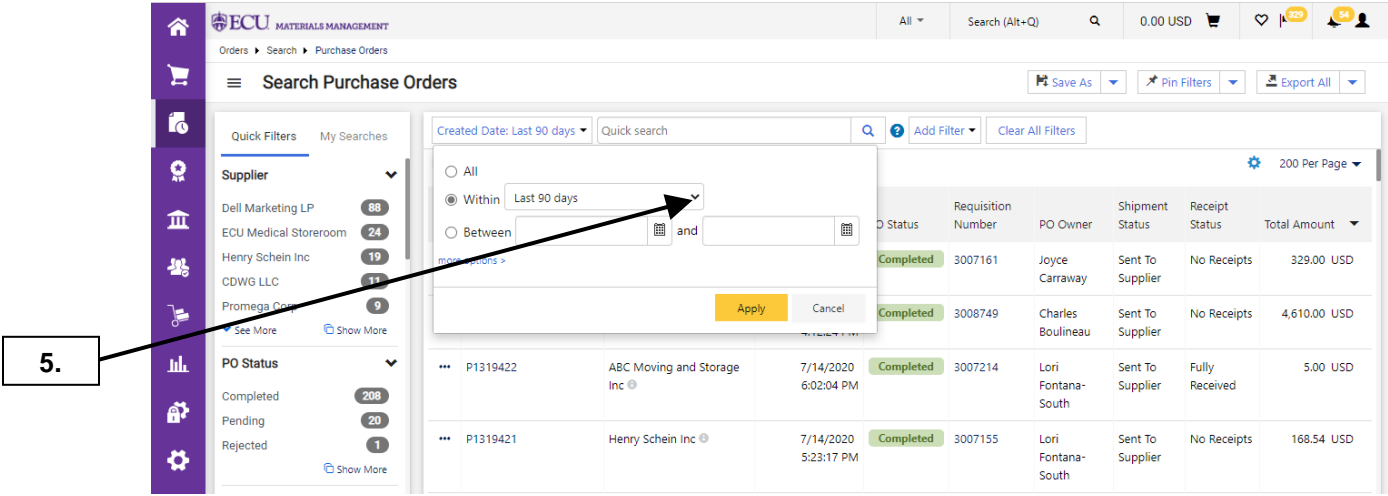 ECU MATERIALS MANAGEMENT
All
Search (Alt+Q)
0.00 USD
329
54
Orders Search Purchase Orders
Search Purchase Orders
Save As
Pin Filters
Export All
Quick Filters
My Searches
Created Date: Last 90 days
Quick search
?
Add Filter
Clear All Filters
200 Per Page
Supplier
Dell Marketing LP 88
ECU Medical Storeroom 24
Henry Schein Inc 19
CDWG LLC 11
Promega Corp 9
See More
Show More
All
Within Last 90 days
Between and
more options >
Apply
Cancel
5.
PO Status
Completed 208
Pending 20
Rejected 1
Show More
O Status
Requisition
Number
PO Owner
Shipment
Status
Receipt
Status
Total Amount
Completed 3007161 Joyce Sent To No Receipts 329.00 USD
Carraway Supplier
Completed 3008749 Charles Sent To No Receipts 4,610.00 USD
Boulineau Supplier
P1319422 ABC Moving and Storage 7/14/2020 Completed 3007214 Lori Sent To Fully 5.00 USD
Inc 6:02:04 PM Fontana- Supplier Received
South
P1319421 Henry Schein Inc 7/14/2020 Completed 3007155 Lori Sent To No Receipts 168.54 USD
5:23:17 PM Fontana- Supplier
South